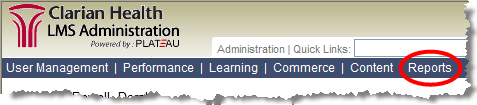 Clarian Health
LMS Administration
Powered by: PLATEAU
Administration | Quick Links:
User Management | Performance | Learning | Commerce | Content | Reports